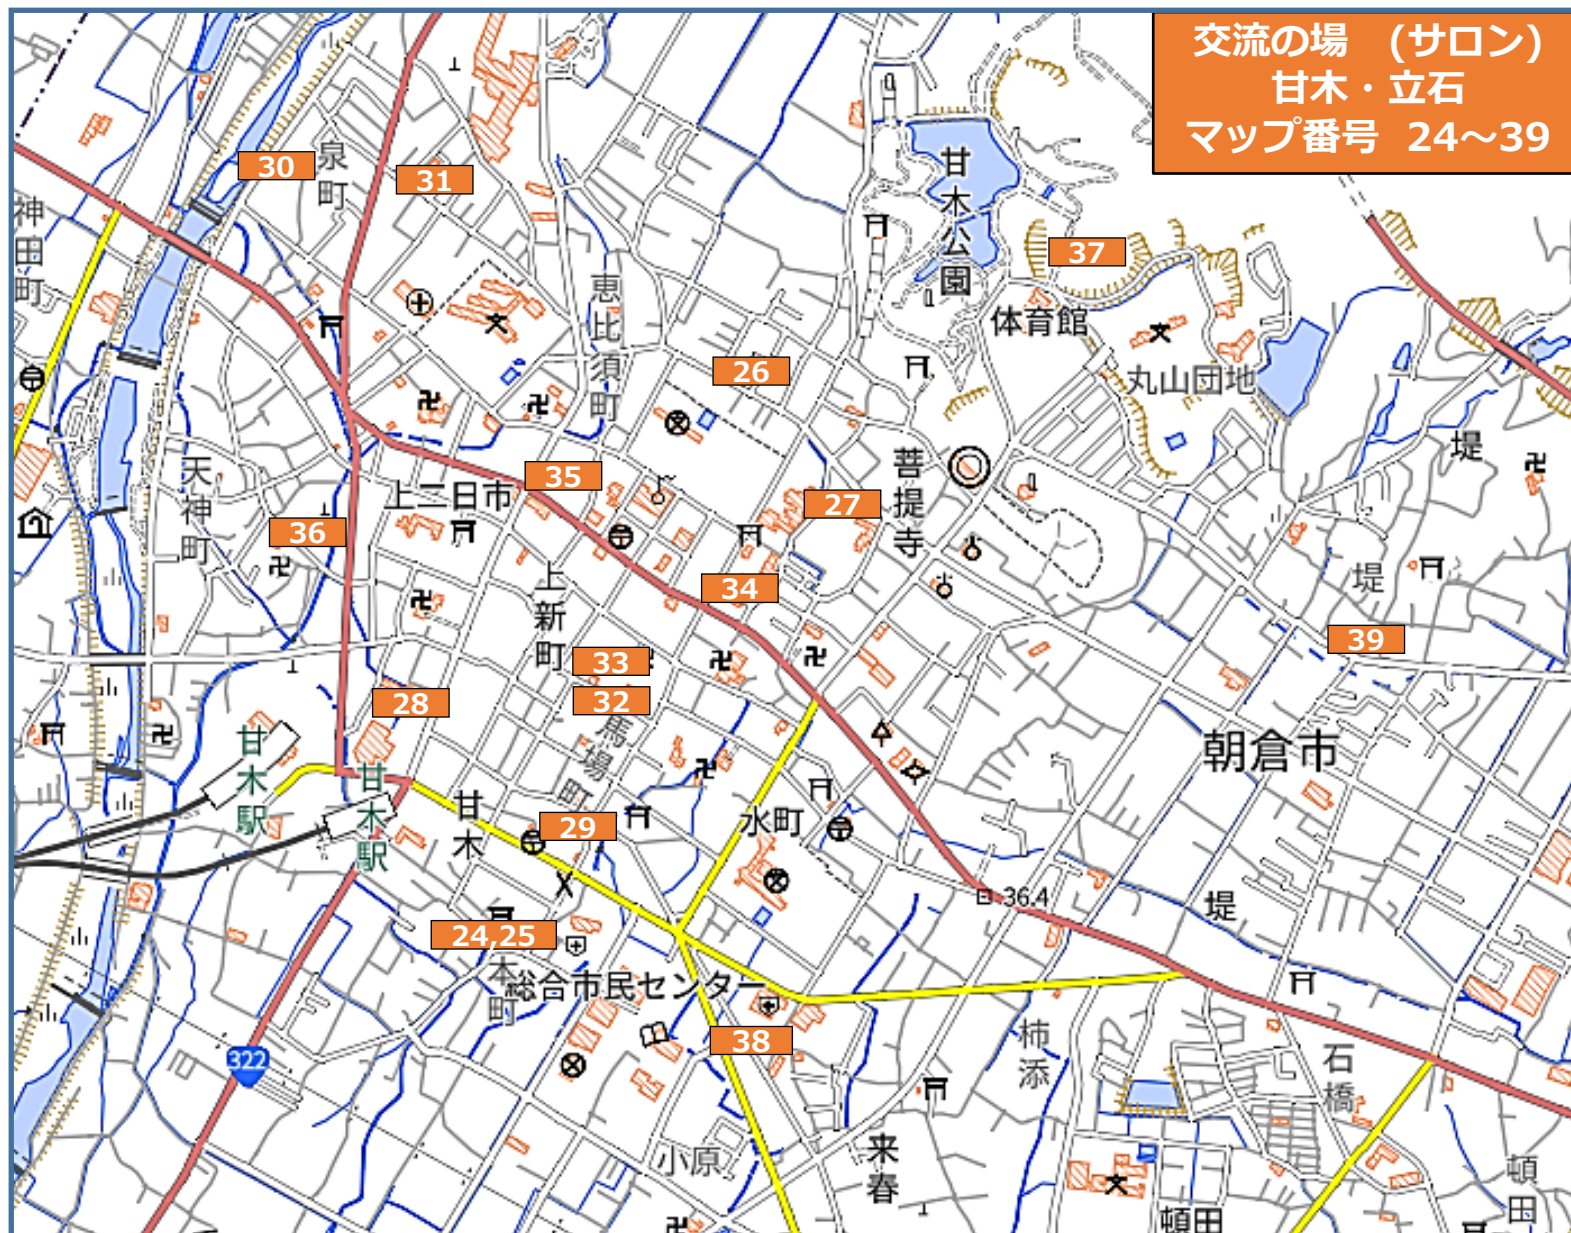 交流の場 (サロン)
甘木・立石
マップ番号 24～39
30
泉町
31
神田町
甘木公園
37
恵比須町
体育館
26
丸山団地
堤
35
菩提寺
天神町
上二日市
27
36
上新町
34
堤
39
33
28
32
馬場町
朝倉市
甘木駅
甘木駅
甘木
29
水町
36.4
堤
24,25
本町
総合市民センター
38
柿添
石橋
322
小原
来春
頓田
頓田